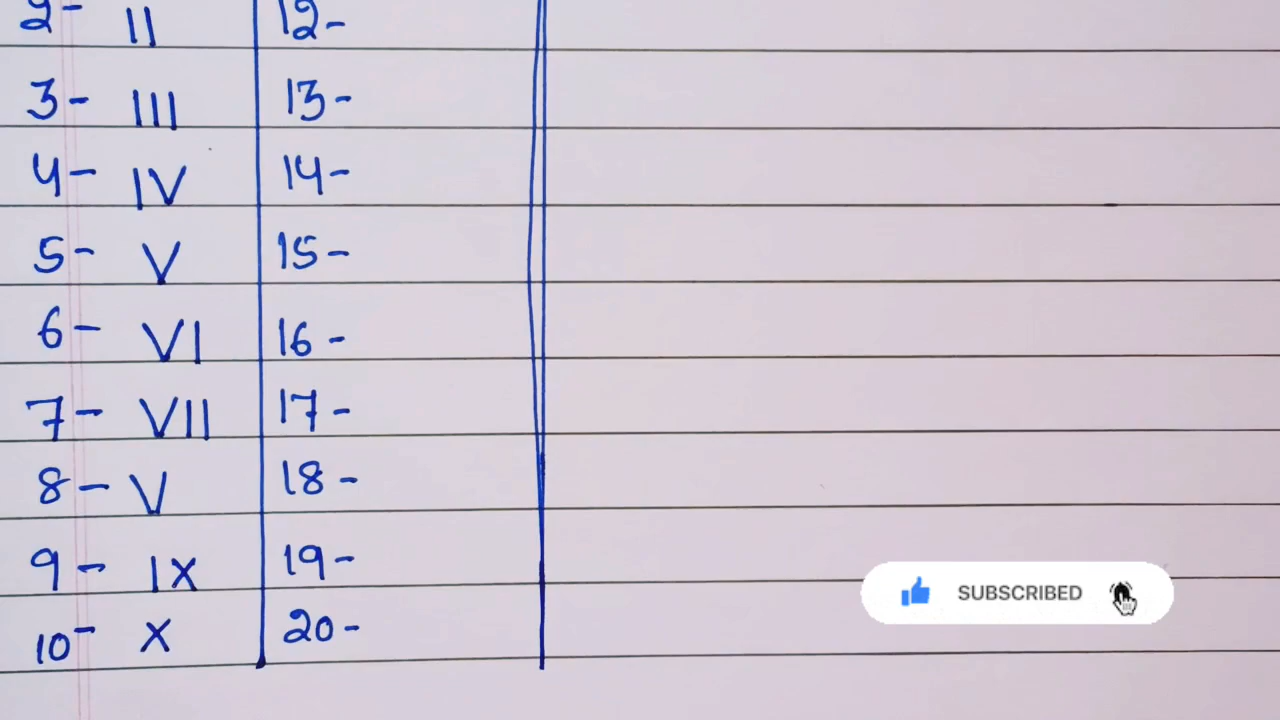 2- II 12-
3- III 13-
4- IV 14-
5- V 15-
6- VI 16-
7- VII 17-
8- V 18-
9- IX 19-
10- X 20-
SUBSCRIBED